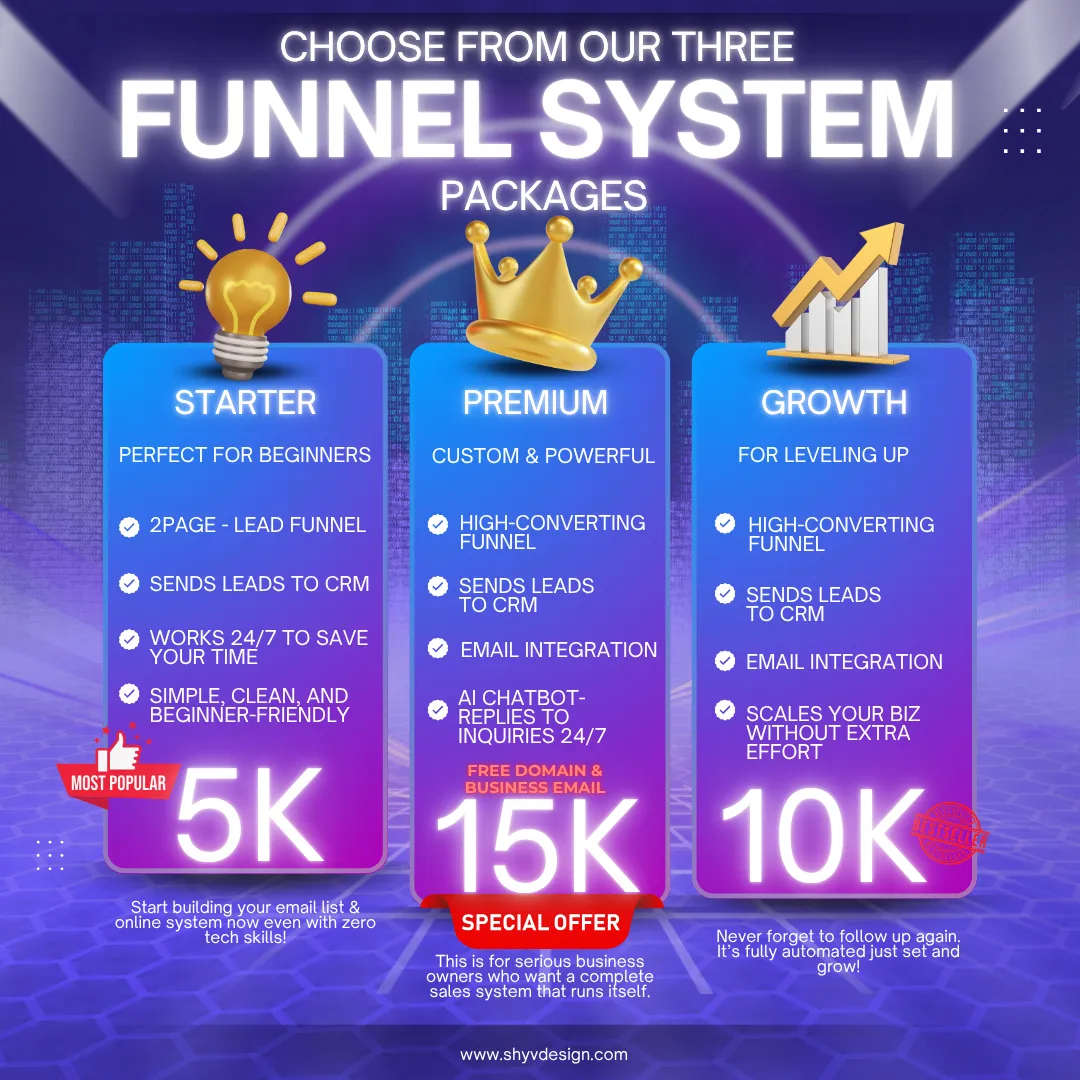 CHOOSE FROM OUR THREE
FUNNEL SYSTEM
PACKAGES
STARTER
PERFECT FOR BEGINNERS
2PAGE - LEAD FUNNEL
SENDS LEADS TO CRM
WORKS 24/7 TO SAVE
YOUR TIME
SIMPLE, CLEAN, AND
BEGINNER-FRIENDLY
MOST POPULAR
5K
Start building your email list &
online system now even with zero
tech skills!
PREMIUM
CUSTOM & POWERFUL
HIGH-CONVERTING
FUNNEL
SENDS LEADS
TO CRM
EMAIL INTEGRATION
AI CHATBOT-
REPLIES TO
INQUIRIES 24/7
FREE DOMAIN &
BUSINESS EMAIL
15K
SPECIAL OFFER
This is for serious business
owners who want a complete
sales system that runs itself.
GROWTH
FOR LEVELING UP
HIGH-CONVERTING
FUNNEL
SENDS LEADS
TO CRM
EMAIL INTEGRATION
SCALES YOUR BIZ
WITHOUT EXTRA
EFFORT
10K
BESTSELLER
Never forget to follow up again.
It's fully automated just set and
grow!
www.shyvdesign.com